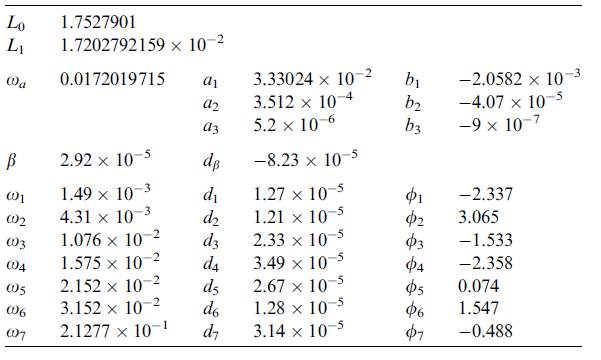 L₀ 1.7527901
L₁ 1.7202792159 × 10⁻²
ωₐ 0.0172019715 a₁ 3.33024 × 10⁻² b₁ −2.0582 × 10⁻³
a₂ 3.512 × 10⁻⁴ b₂ −4.07 × 10⁻⁵
a₃ 5.2 × 10⁻⁶ b₃ −9 × 10⁻⁷
β 2.92 × 10⁻⁵ dᵦ −8.23 × 10⁻⁵
ω₁ 1.49 × 10⁻³ d₁ 1.27 × 10⁻⁵ ϕ₁ −2.337
ω₂ 4.31 × 10⁻³ d₂ 1.21 × 10⁻⁵ ϕ₂ 3.065
ω₃ 1.076 × 10⁻² d₃ 2.33 × 10⁻⁵ ϕ₃ −1.533
ω₄ 1.575 × 10⁻² d₄ 3.49 × 10⁻⁵ ϕ₄ −2.358
ω₅ 2.152 × 10⁻² d₅ 2.67 × 10⁻⁵ ϕ₅ 0.074
ω₆ 3.152 × 10⁻² d₆ 1.28 × 10⁻⁵ ϕ₆ 1.547
ω₇ 2.1277 × 10⁻¹ d₇ 3.14 × 10⁻⁵ ϕ₇ −0.488